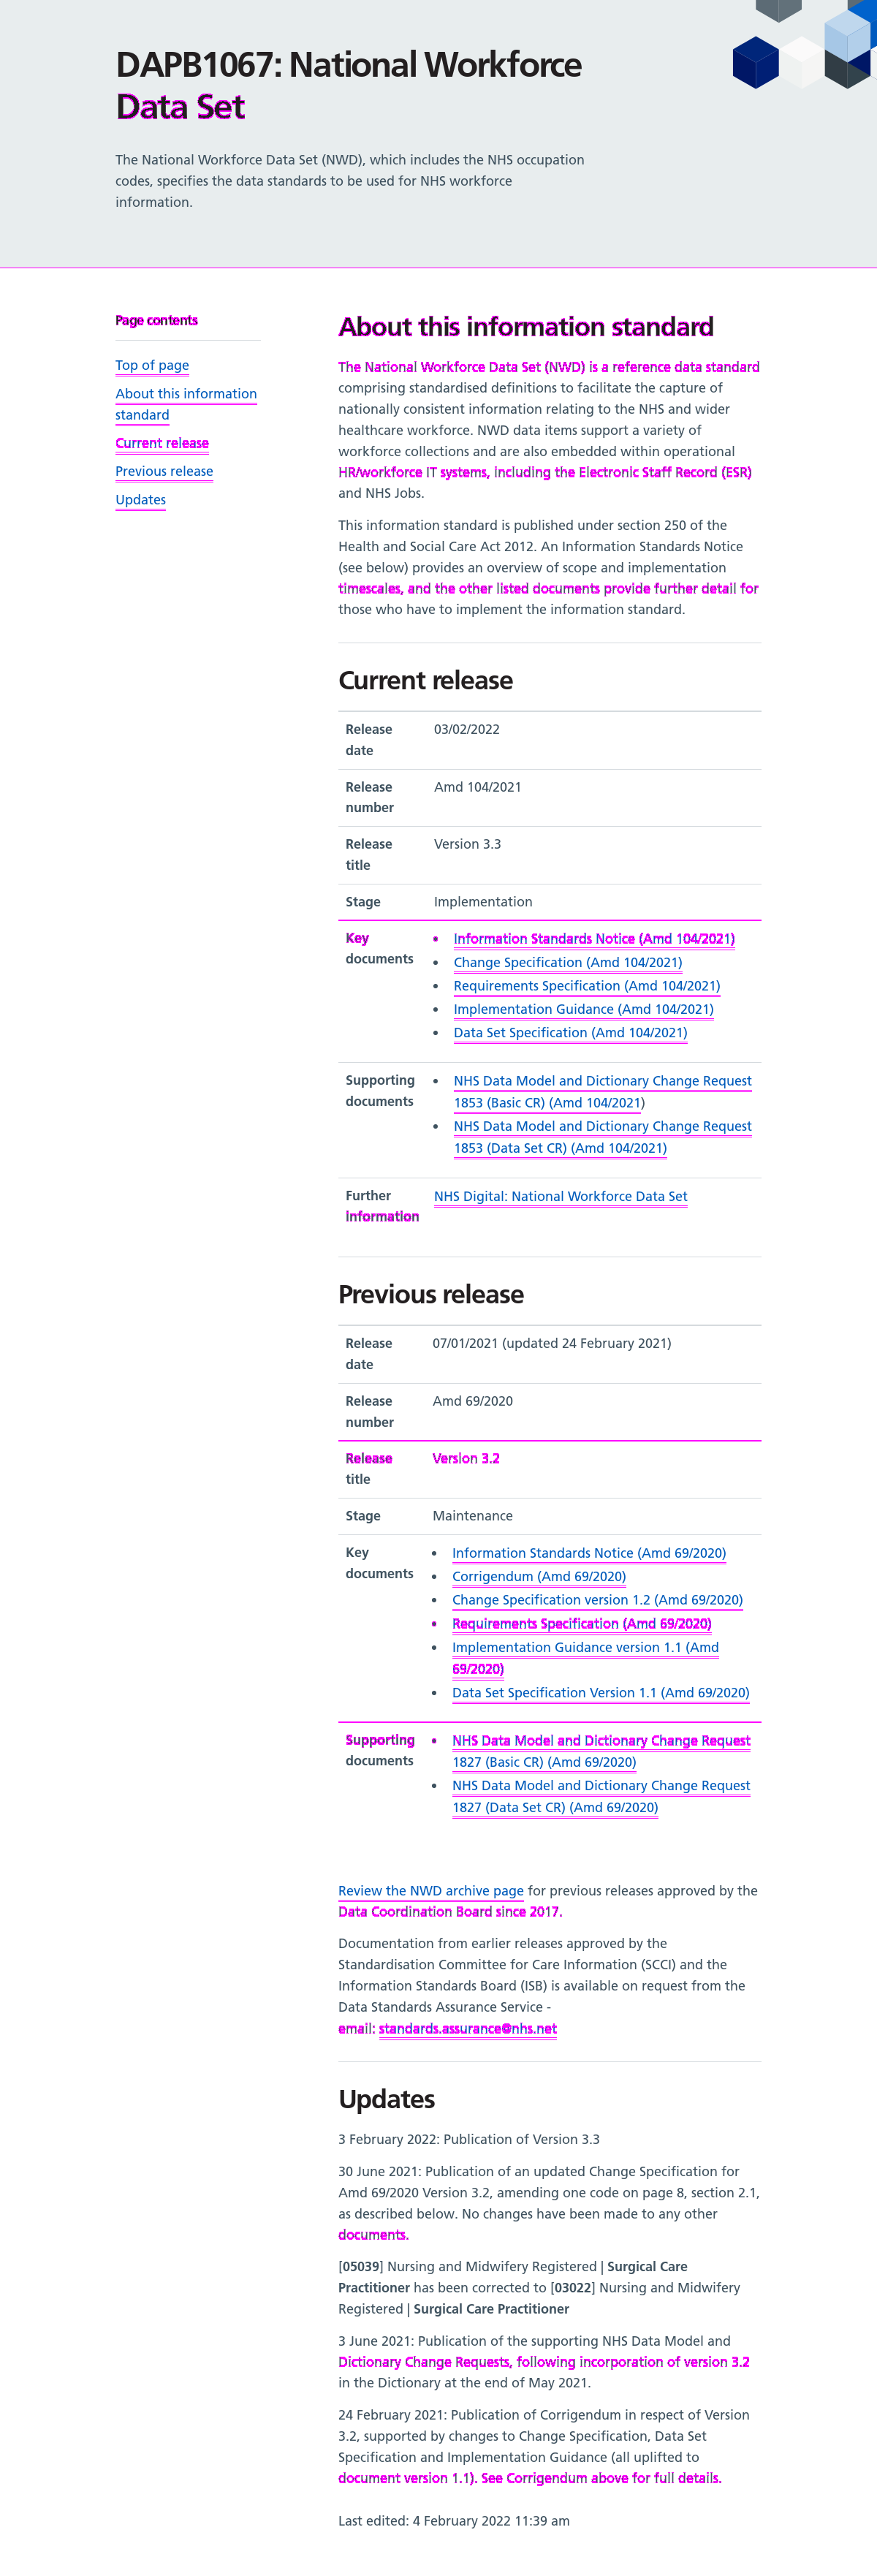 DAPB1067: National Workforce
Data Set
The National Workforce Data Set (NWD), which includes the NHS occupation
codes, specifies the data standards to be used for NHS workforce
information.
Page contents
Top of page
About this information
standard
Current release
Previous release
Updates
About this information standard
The National Workforce Data Set (NWD) is a reference data standard
comprising standardised definitions to facilitate the capture of
nationally consistent information relating to the NHS and wider
healthcare workforce. NWD data items support a variety of
workforce collections and are also embedded within operational
HR/workforce IT systems, including the Electronic Staff Record (ESR)
and NHS Jobs.
This information standard is published under section 250 of the
Health and Social Care Act 2012. An Information Standards Notice
(see below) provides an overview of scope and implementation
timescales, and the other listed documents provide further detail for
those who have to implement the information standard.
Current release
Release 03/02/2022
date
Release Amd 104/2021
number
Release Version 3.3
title
Stage Implementation
Key • Information Standards Notice (Amd 104/2021)
documents • Change Specification (Amd 104/2021)
• Requirements Specification (Amd 104/2021)
• Implementation Guidance (Amd 104/2021)
• Data Set Specification (Amd 104/2021)
Supporting • NHS Data Model and Dictionary Change Request
documents 1853 (Basic CR) (Amd 104/2021)
• NHS Data Model and Dictionary Change Request
1853 (Data Set CR) (Amd 104/2021)
Further NHS Digital: National Workforce Data Set
Information
Previous release
Release 07/01/2021 (updated 24 February 2021)
date
Release Amd 69/2020
number
Release Version 3.2
title
Stage Maintenance
Key • Information Standards Notice (Amd 69/2020)
documents • Corrigendum (Amd 69/2020)
• Change Specification version 1.2 (Amd 69/2020)
• Requirements Specification (Amd 69/2020)
• Implementation Guidance version 1.1 (Amd
69/2020)
• Data Set Specification Version 1.1 (Amd 69/2020)
Supporting • NHS Data Model and Dictionary Change Request
documents 1827 (Basic CR) (Amd 69/2020)
• NHS Data Model and Dictionary Change Request
1827 (Data Set CR) (Amd 69/2020)
Review the NWD archive page for previous releases approved by the
Data Coordination Board since 2017.
Documentation from earlier releases approved by the
Standardisation Committee for Care Information (SCCI) and the
Information Standards Board (ISB) is available on request from the
Data Standards Assurance Service -
email: standards.assurance@nhs.net
Updates
3 February 2022: Publication of Version 3.3
30 June 2021: Publication of an updated Change Specification for
Amd 69/2020 Version 3.2, amending one code on page 8, section 2.1,
as described below. No changes have been made to any other
documents.
[05039] Nursing and Midwifery Registered | Surgical Care
Practitioner has been corrected to [03022] Nursing and Midwifery
Registered | Surgical Care Practitioner
3 June 2021: Publication of the supporting NHS Data Model and
Dictionary Change Requests, following incorporation of version 3.2
in the Dictionary at the end of May 2021.
24 February 2021: Publication of Corrigendum in respect of Version
3.2, supported by changes to Change Specification, Data Set
Specification and Implementation Guidance (all uplifted to
document version 1.1). See Corrigendum above for full details.
Last edited: 4 February 2022 11:39 am